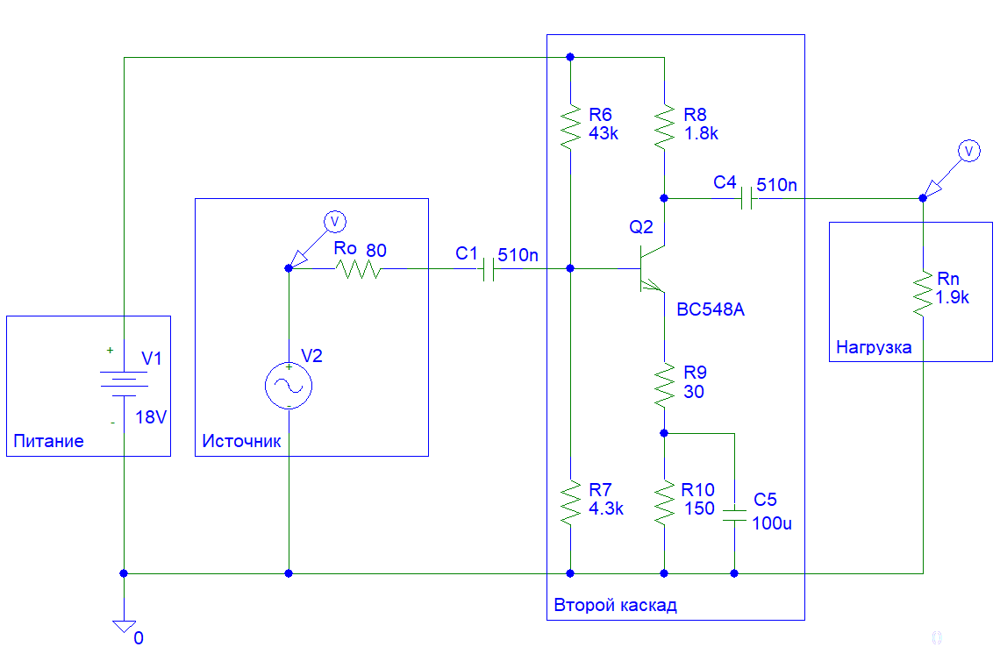 R6
43k
R8
1.8k
V
C4 510n
V
Q2
Ro 80
C1 510n
BC548A
Rn
1.9k
Нагрузка
+
V1
-
18V
Питание
V2
+
-
Источник
R9
30
R7
4.3k
R10
150
C5
100u
Второй каскад
0
0